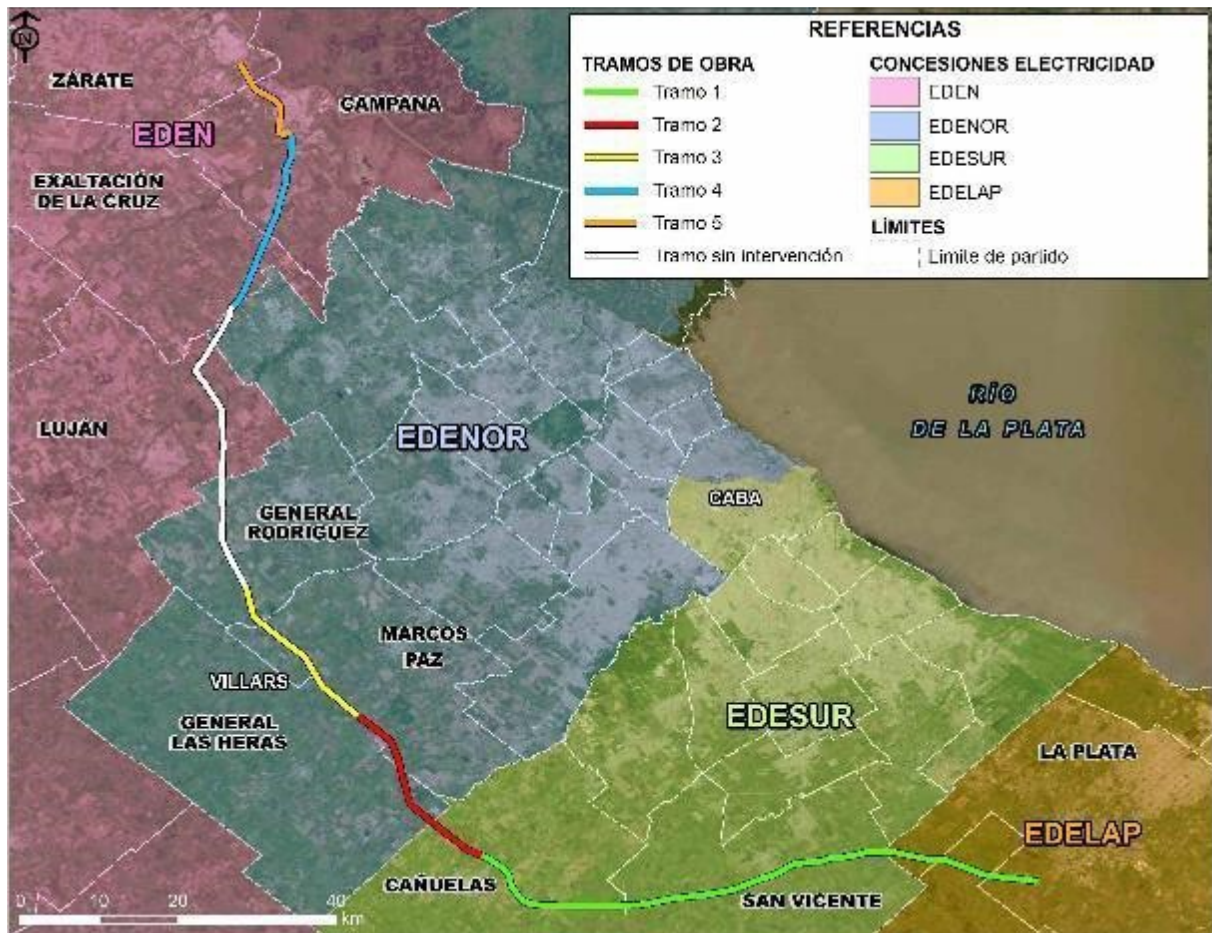 N
ZÁRATE
CAMPANA
EDEN
EXALTACIÓN
DE LA CRUZ
LUJÁN
EDENOR
GENERAL
RODRIGUEZ
CABA
MARCOS
PAZ
VILLARS
GENERAL
LAS HERAS
EDESUR
LA PLATA
EDELAP
CAÑUELAS
SAN VICENTE
RÍO
DE LA PLATA
0 10 20 40
km
REFERENCIAS
TRAMOS DE OBRA
Tramo 1
Tramo 2
Tramo 3
Tramo 4
Tramo 5
Tramo sin intervención
CONCESIONES ELECTRICIDAD
EDEN
EDENOR
EDESUR
EDELAP
LÍMITES
Límite de partido